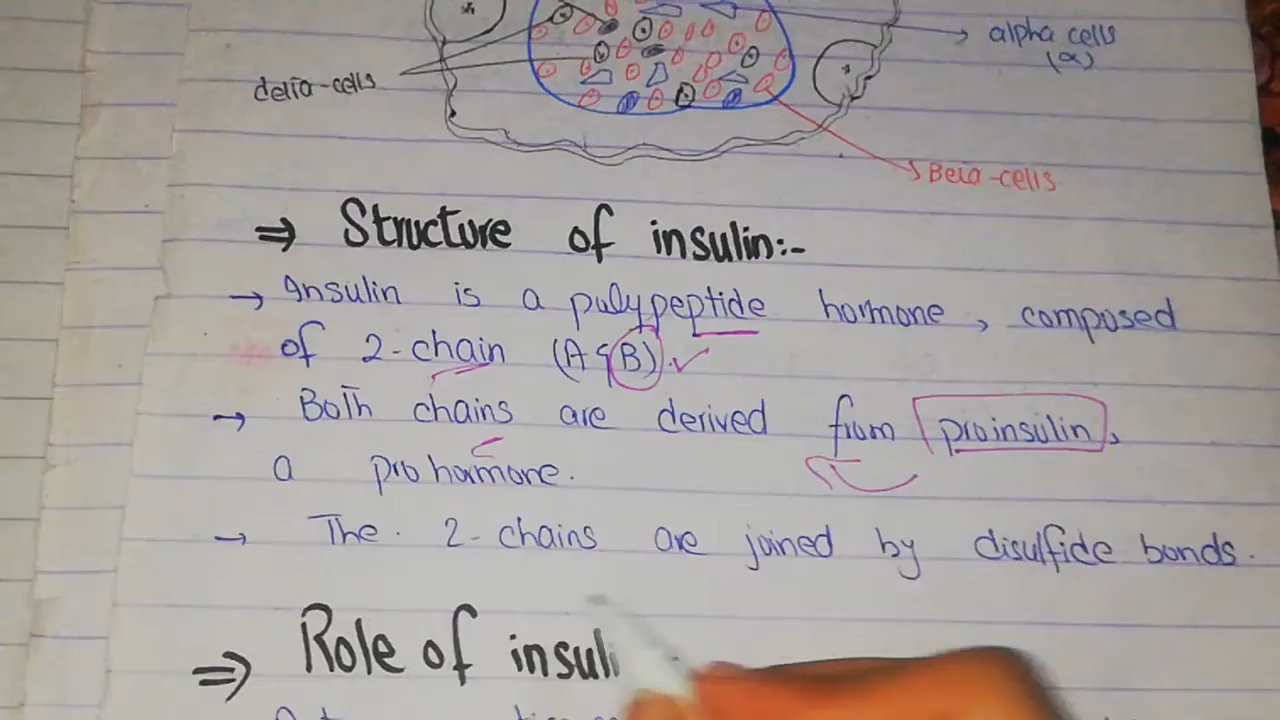 alpha cells
(α)
delta-cells
Beta-cells
⇒ Structure of insulin:-
→ Insulin is a polypeptide hormone, composed
of 2-chain (A & B).
→ Both chains are derived from proinsulin,
a prohormone.
→ The 2-chains are joined by disulfide bonds.
⇒ Role of insuli